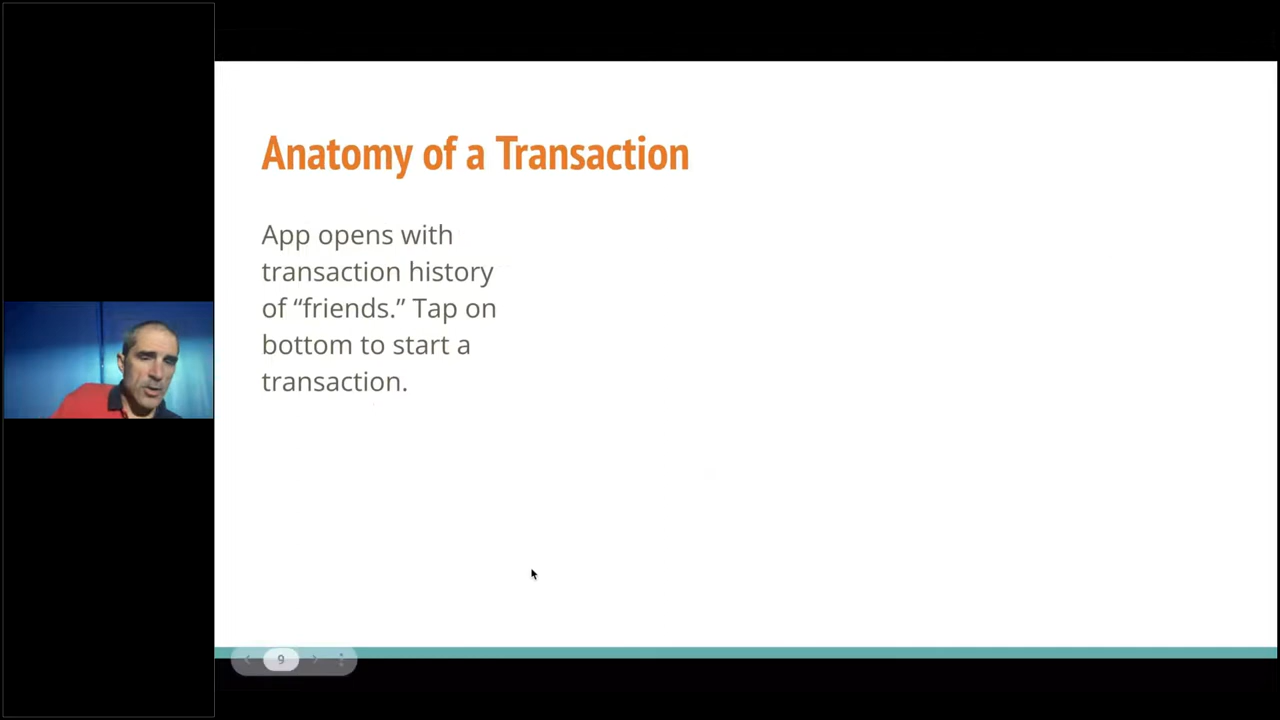 Anatomy of a Transaction
App opens with
transaction history
of “friends.” Tap on
bottom to start a
transaction.
9